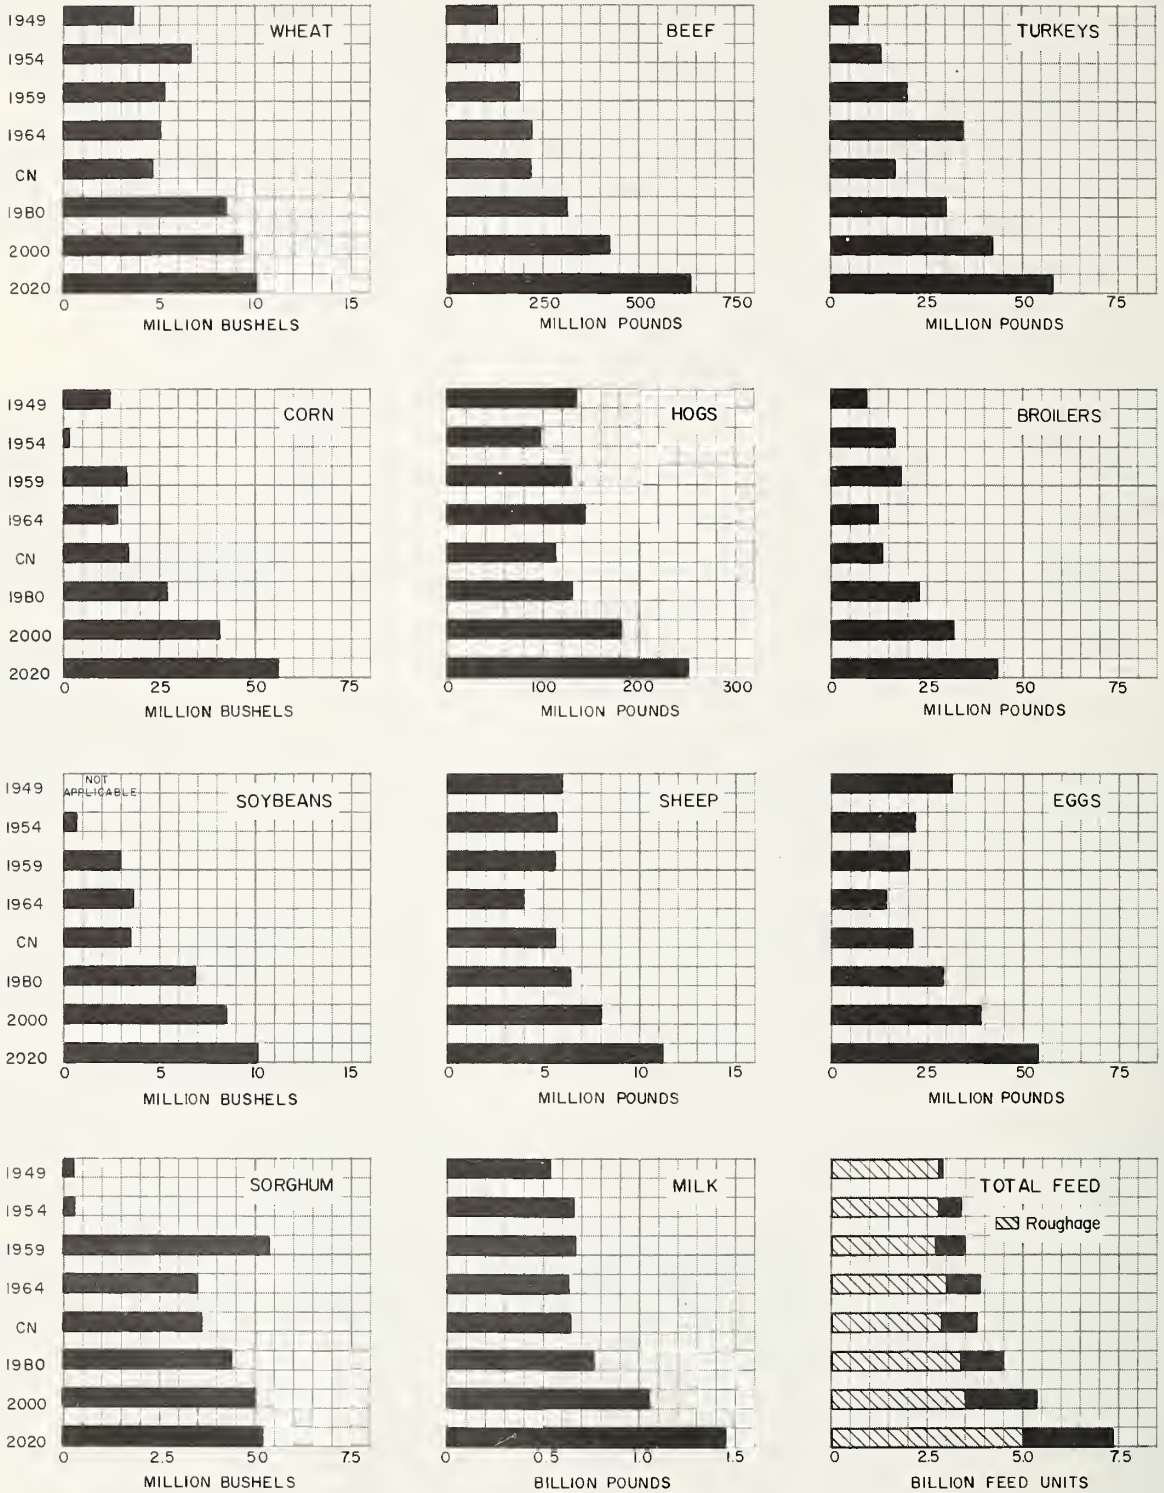 WHEAT
1949
1954
1959
1964
CN
1980
2000
2020
0 5 10 15
MILLION BUSHELS
BEEF
0 250 500 750
MILLION POUNDS
TURKEYS
0 25 50 75
MILLION POUNDS
CORN
1949
1954
1959
1964
CN
1980
2000
2020
0 25 50 75
MILLION BUSHELS
HOGS
0 100 200 300
MILLION POUNDS
BROILERS
0 25 50 75
MILLION POUNDS
SOYBEANS
1949
NOT
APPLICABLE
1954
1959
1964
CN
1980
2000
2020
0 5 10 15
MILLION BUSHELS
SHEEP
0 5 10 15
MILLION POUNDS
EGGS
0 25 50 75
MILLION POUNDS
SORGHUM
1949
1954
1959
1964
CN
1980
2000
2020
0 2.5 5.0 7.5
MILLION BUSHELS
MILK
0 0.5 1.0 1.5
BILLION POUNDS
TOTAL FEED
Roughage
0 2.5 5.0 7.5
BILLION FEED UNITS